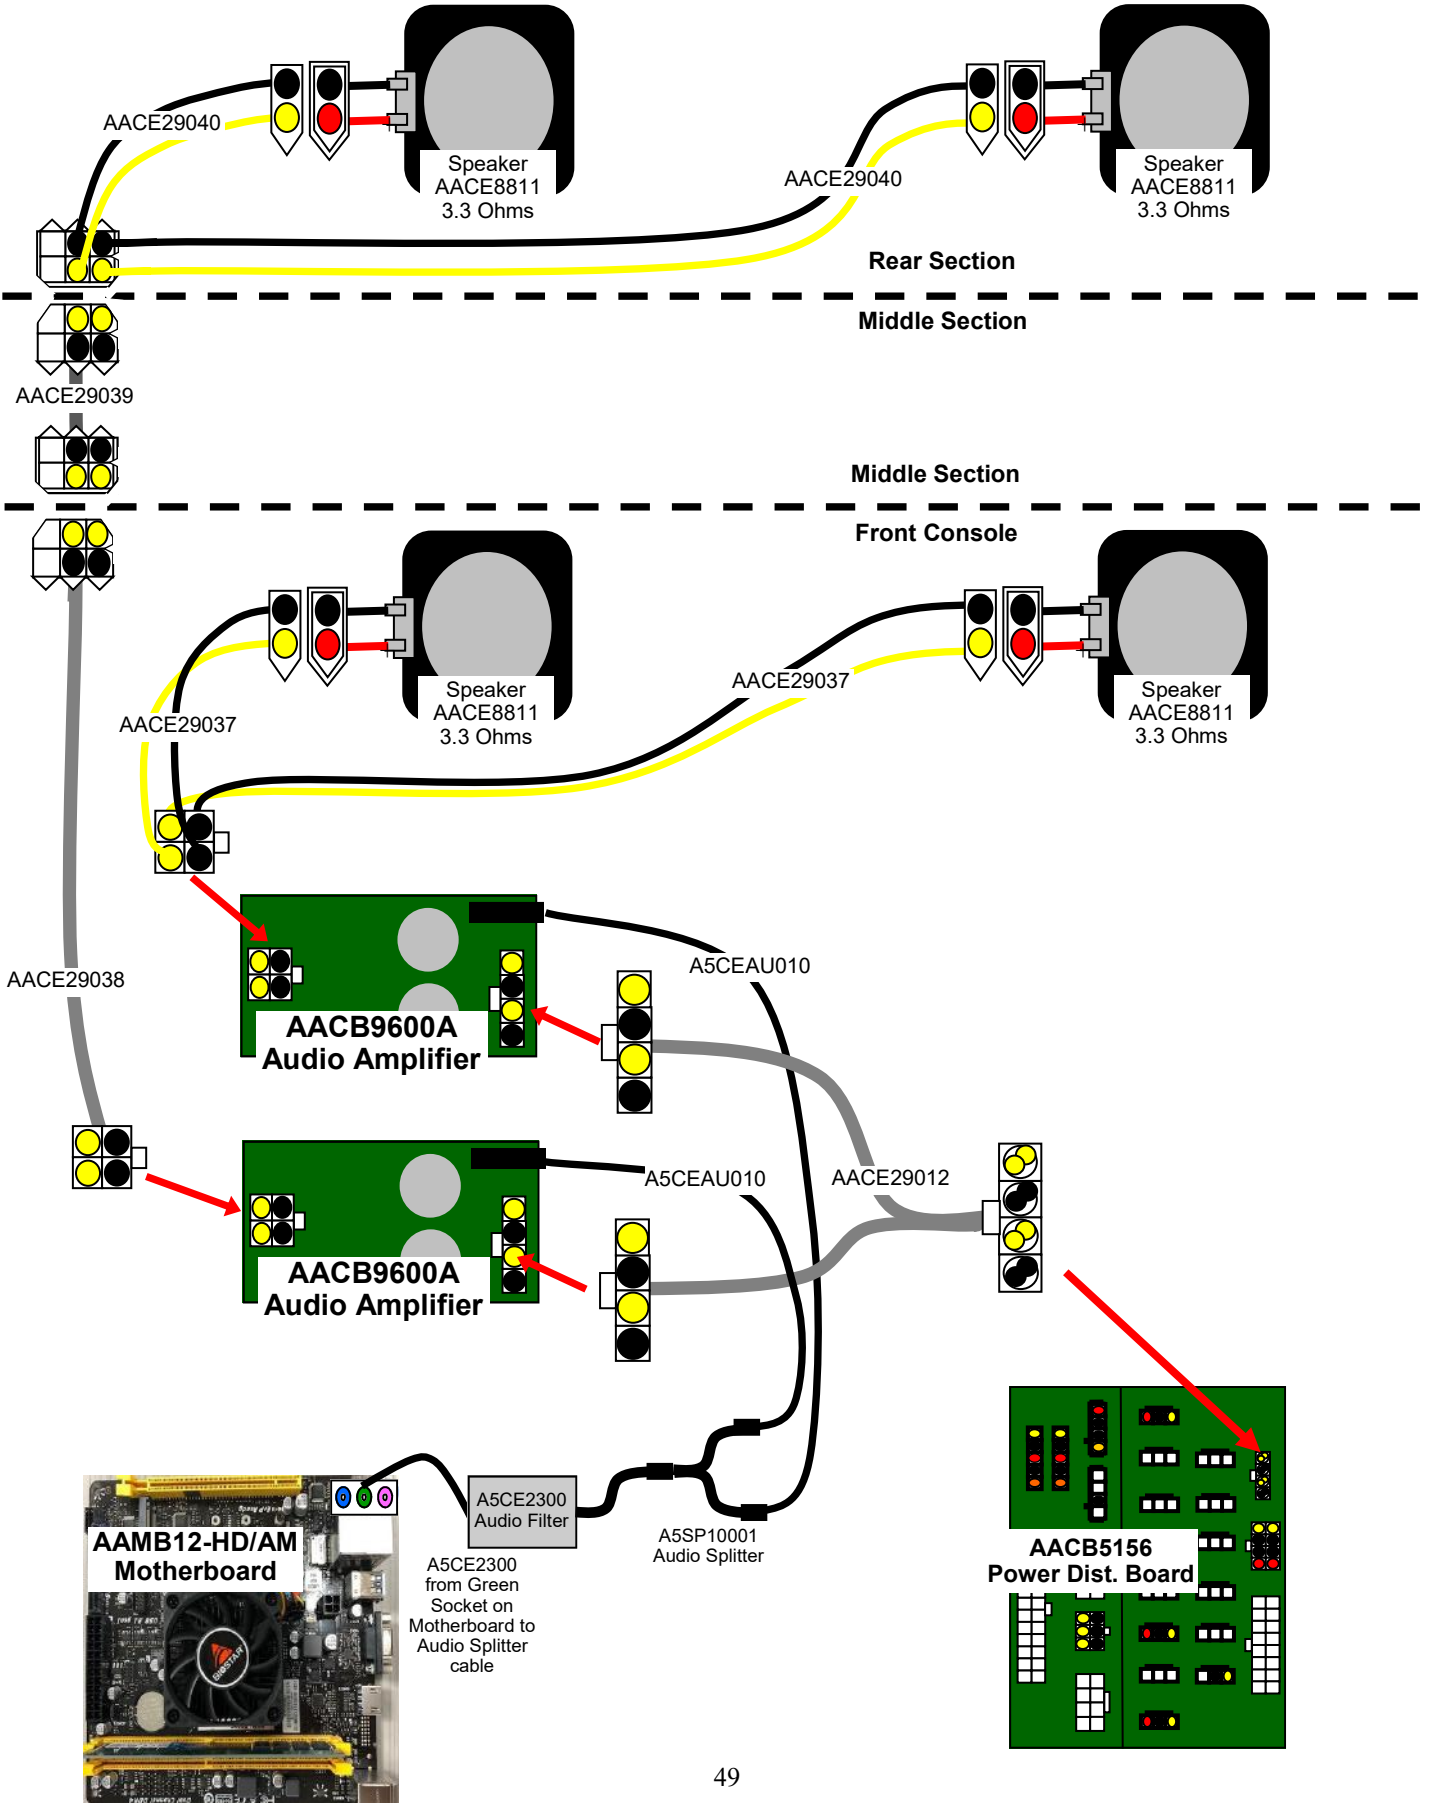 AACE29040
Speaker
AACE8811
3.3 Ohms
AACE29040
Speaker
AACE8811
3.3 Ohms
Rear Section
Middle Section
AACE29039
Middle Section
Front Console
Speaker
AACE8811
3.3 Ohms
AACE29037
AACE29037
Speaker
AACE8811
3.3 Ohms
AACE29038
A5CEAU010
AACB9600A
Audio Amplifier
A5CEAU010
AACE29012
AACB9600A
Audio Amplifier
A5CE2300
Audio Filter
A5SP10001
Audio Splitter
AAMB12-HD/AM
Motherboard
A5CE2300
from Green
Socket on
Motherboard to
Audio Splitter
cable
AACB5156
Power Dist. Board
BIOSTAR
49